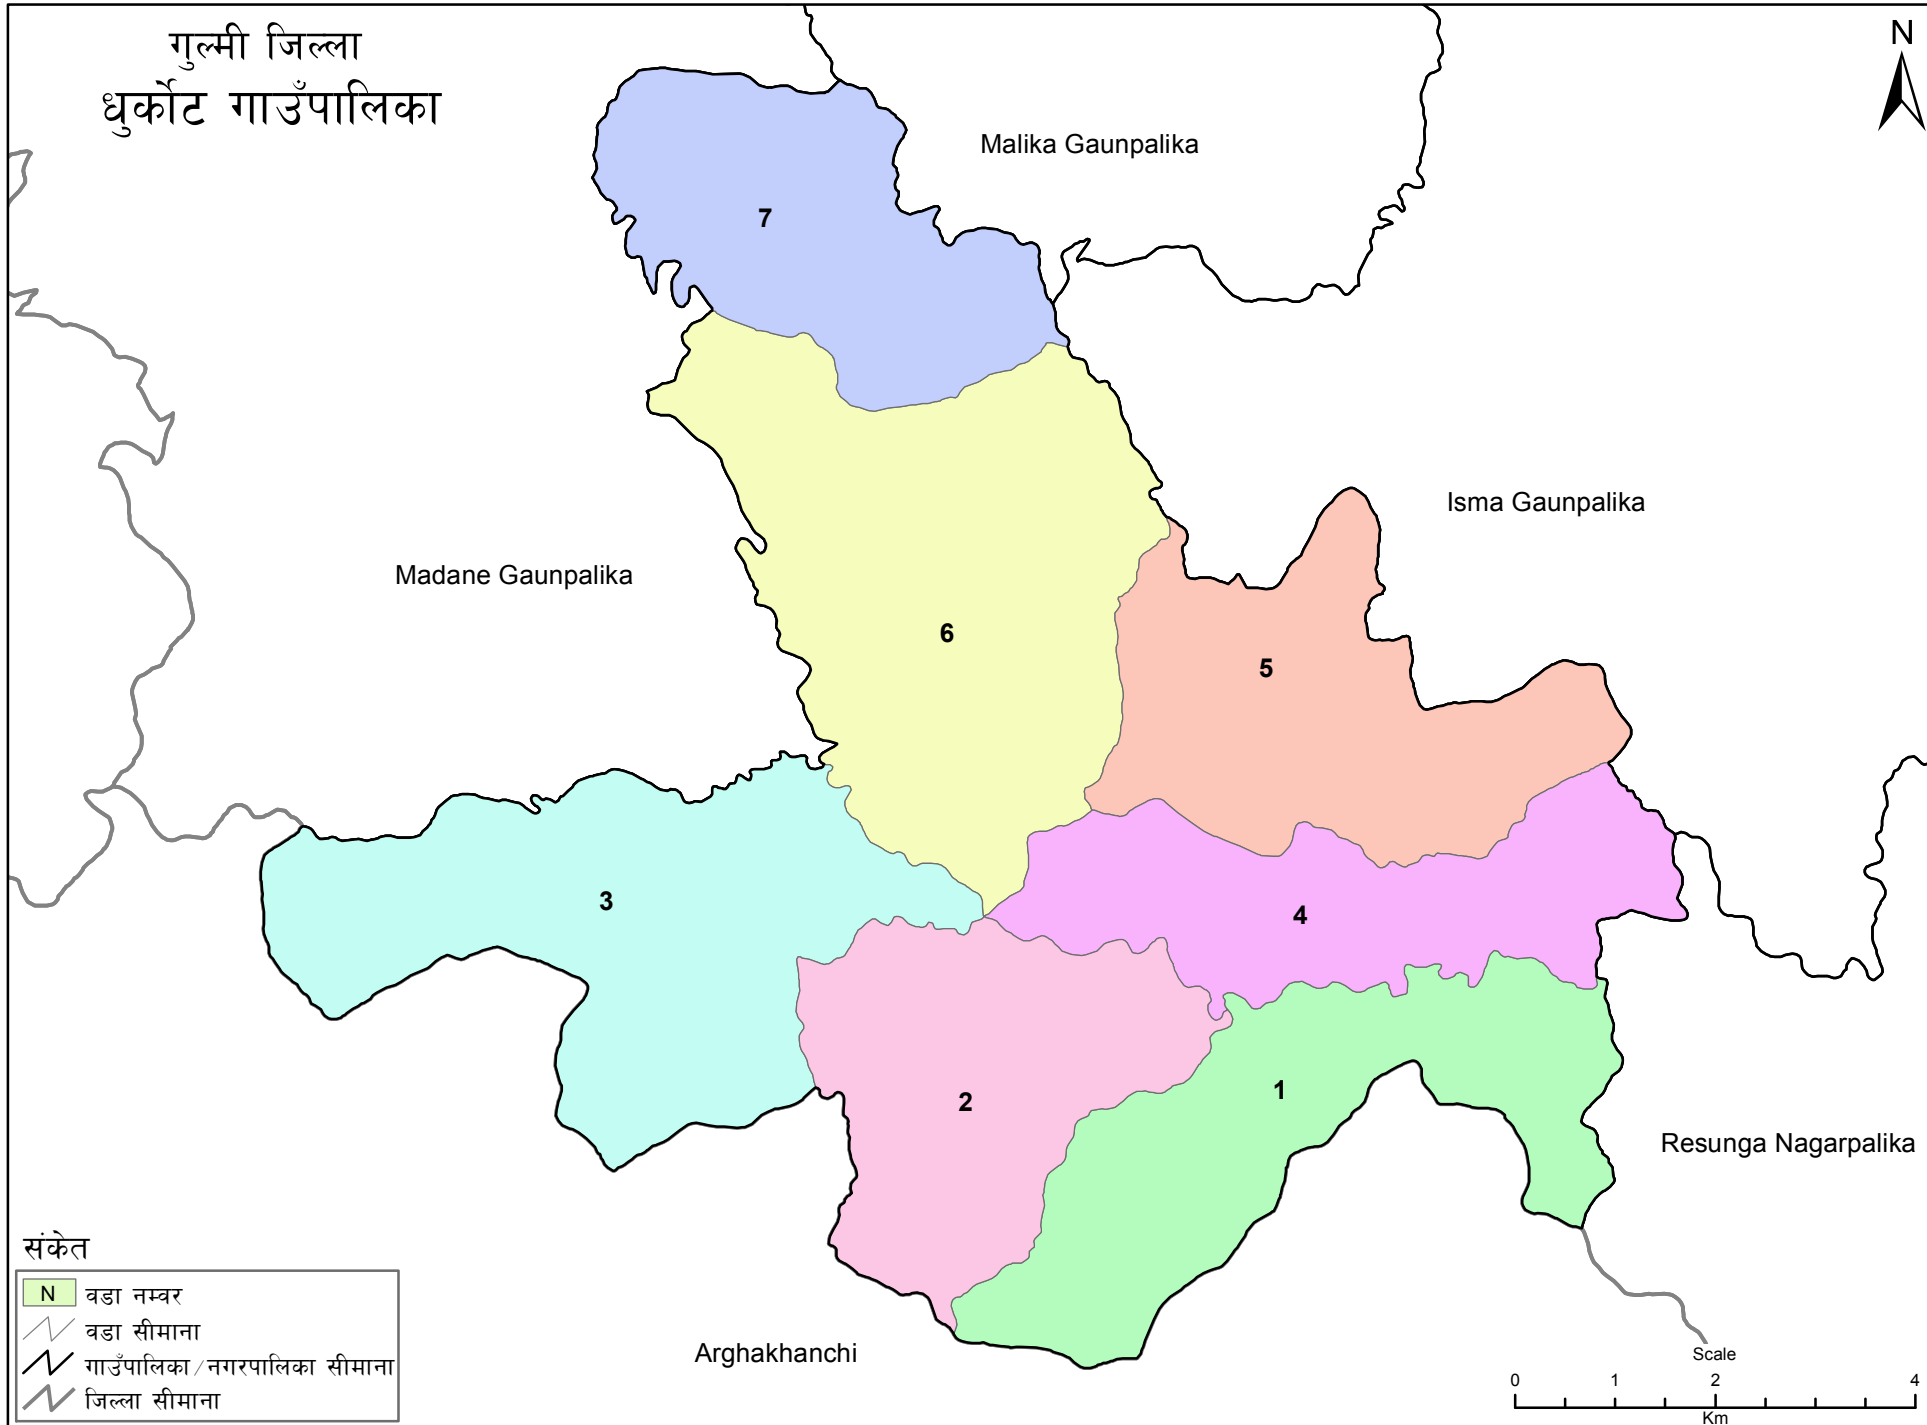 गुल्मी जिल्ला
धुर्कोट गाउँपालिका
N
Malika Gaunpalika
7
Isma Gaunpalika
Madane Gaunpalika
6
5
3
4
1
2
Resunga Nagarpalika
Arghakhanchi
संकेत
N वडा नम्वर
वडा सीमाना
गाउँपालिका/नगरपालिका सीमाना
जिल्ला सीमाना
Scale
0 1 2 4
Km